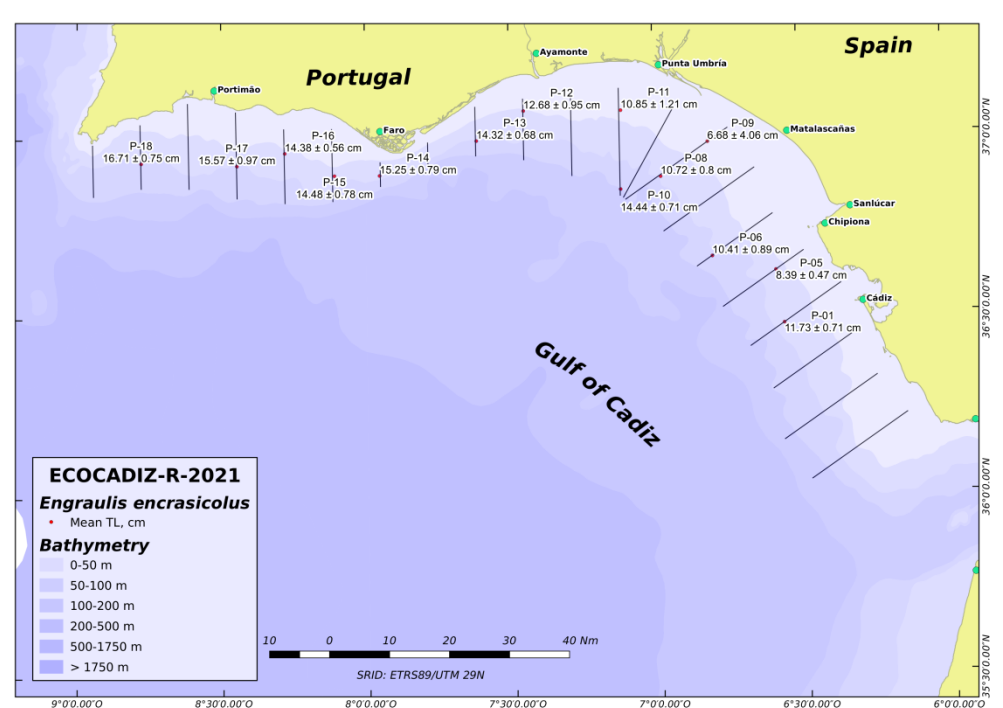 Spain
Portugal
Ayamonte
Punta Umbría
Portimão
P-12
12.68 ± 0.95 cm
P-11
10.85 ± 1.21 cm
Faro
Matalascañas
P-13
14.32 ± 0.68 cm
P-09
6.68 ± 4.06 cm
P-16
14.38 ± 0.56 cm
P-18
16.71 ± 0.75 cm
P-17
15.57 ± 0.97 cm
P-14
15.25 ± 0.79 cm
P-08
10.72 ± 0.8 cm
P-15
14.48 ± 0.78 cm
P-10
14.44 ± 0.71 cm
Sanlúcar
Chipiona
P-06
10.41 ± 0.89 cm
P-05
8.39 ± 0.47 cm
Cádiz
P-01
11.73 ± 0.71 cm
Gulf of Cadiz
ECOCADIZ-R-2021
Engraulis encrasicolus
Mean TL, cm
Bathymetry
0-50 m
50-100 m
100-200 m
200-500 m
500-1750 m
> 1750 m
10 0 10 20 30 40 Nm
SRID: ETRS89/UTM 29N
37°0'0.00"N
36°30'0.00"N
36°0'0.00"N
35°30'0.00"N
9°0'0.00"O 8°30'0.00"O 8°0'0.00"O 7°30'0.00"O 7°0'0.00"O 6°30'0.00"O 6°0'0.00"O